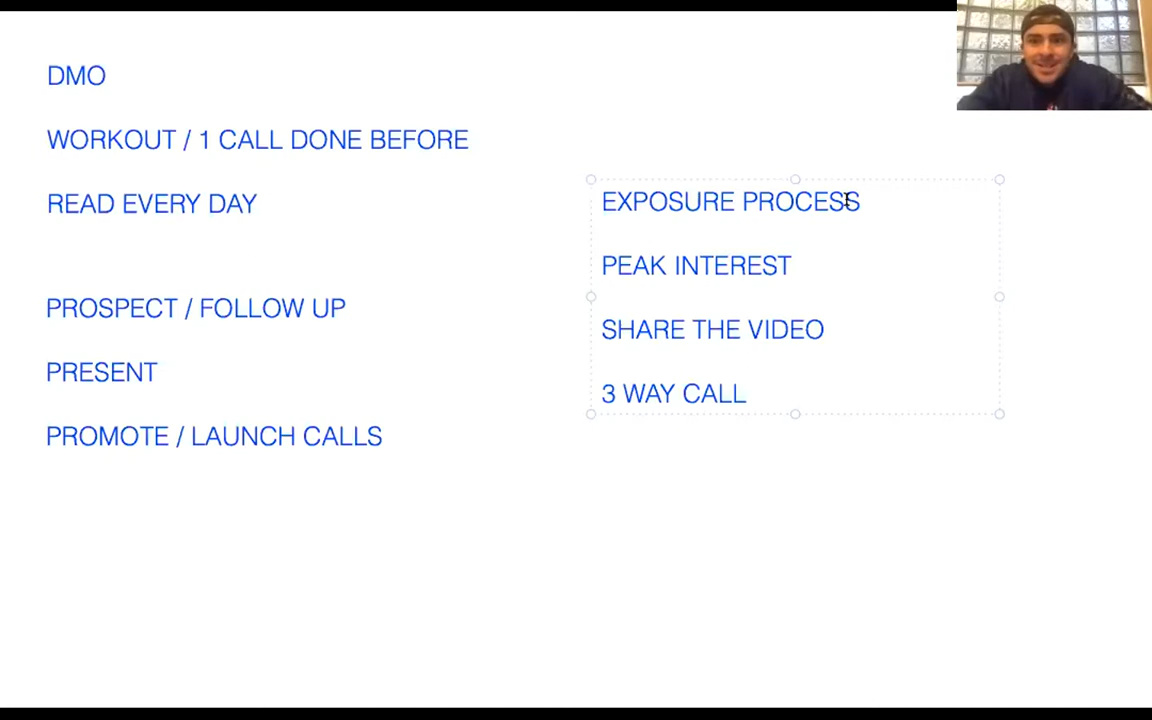 DMO
WORKOUT / 1 CALL DONE BEFORE
READ EVERY DAY
PROSPECT / FOLLOW UP
PRESENT
PROMOTE / LAUNCH CALLS
EXPOSURE PROCESS
PEAK INTEREST
SHARE THE VIDEO
3 WAY CALL